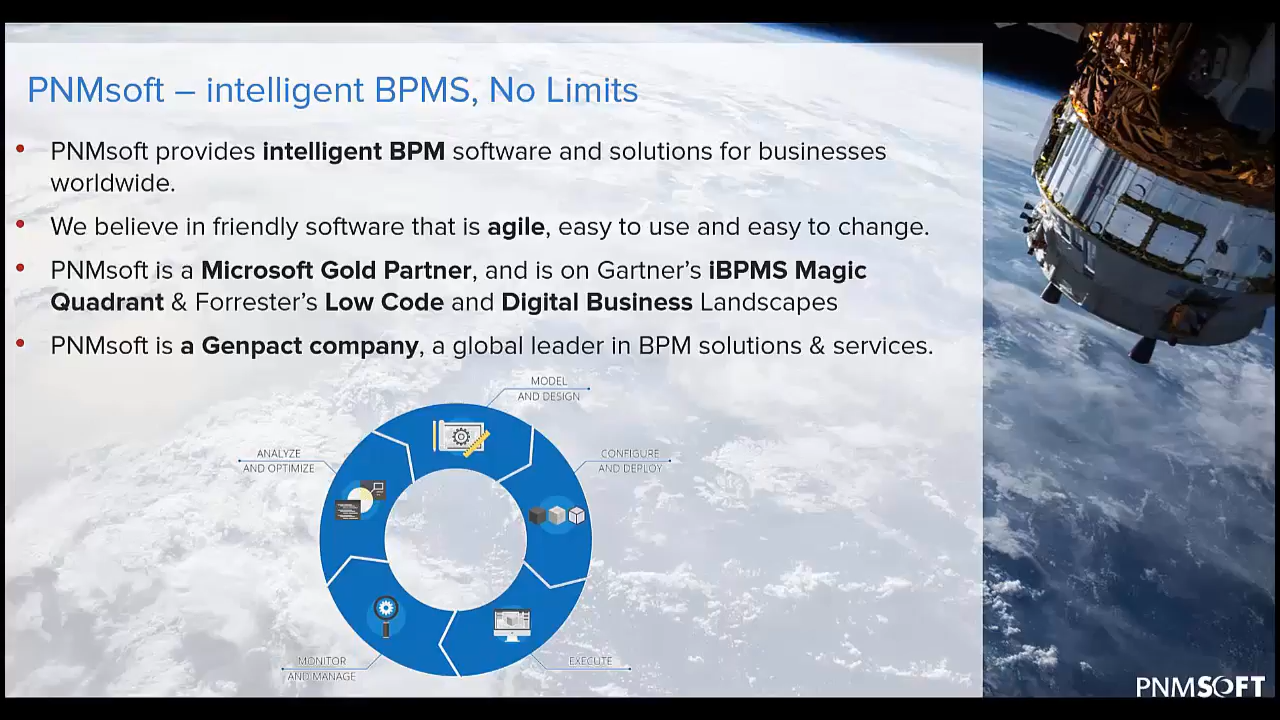 PNMsoft – intelligent BPMS, No Limits
• PNMsoft provides intelligent BPM software and solutions for businesses
worldwide.
• We believe in friendly software that is agile, easy to use and easy to change.
• PNMsoft is a Microsoft Gold Partner, and is on Gartner’s iBPMS Magic
Quadrant & Forrester’s Low Code and Digital Business Landscapes
• PNMsoft is a Genpact company, a global leader in BPM solutions & services.
MODEL
AND DESIGN
CONFIGURE
AND DEPLOY
EXECUTE
MONITOR
AND MANAGE
ANALYZE
AND OPTIMIZE
PNMSOFT